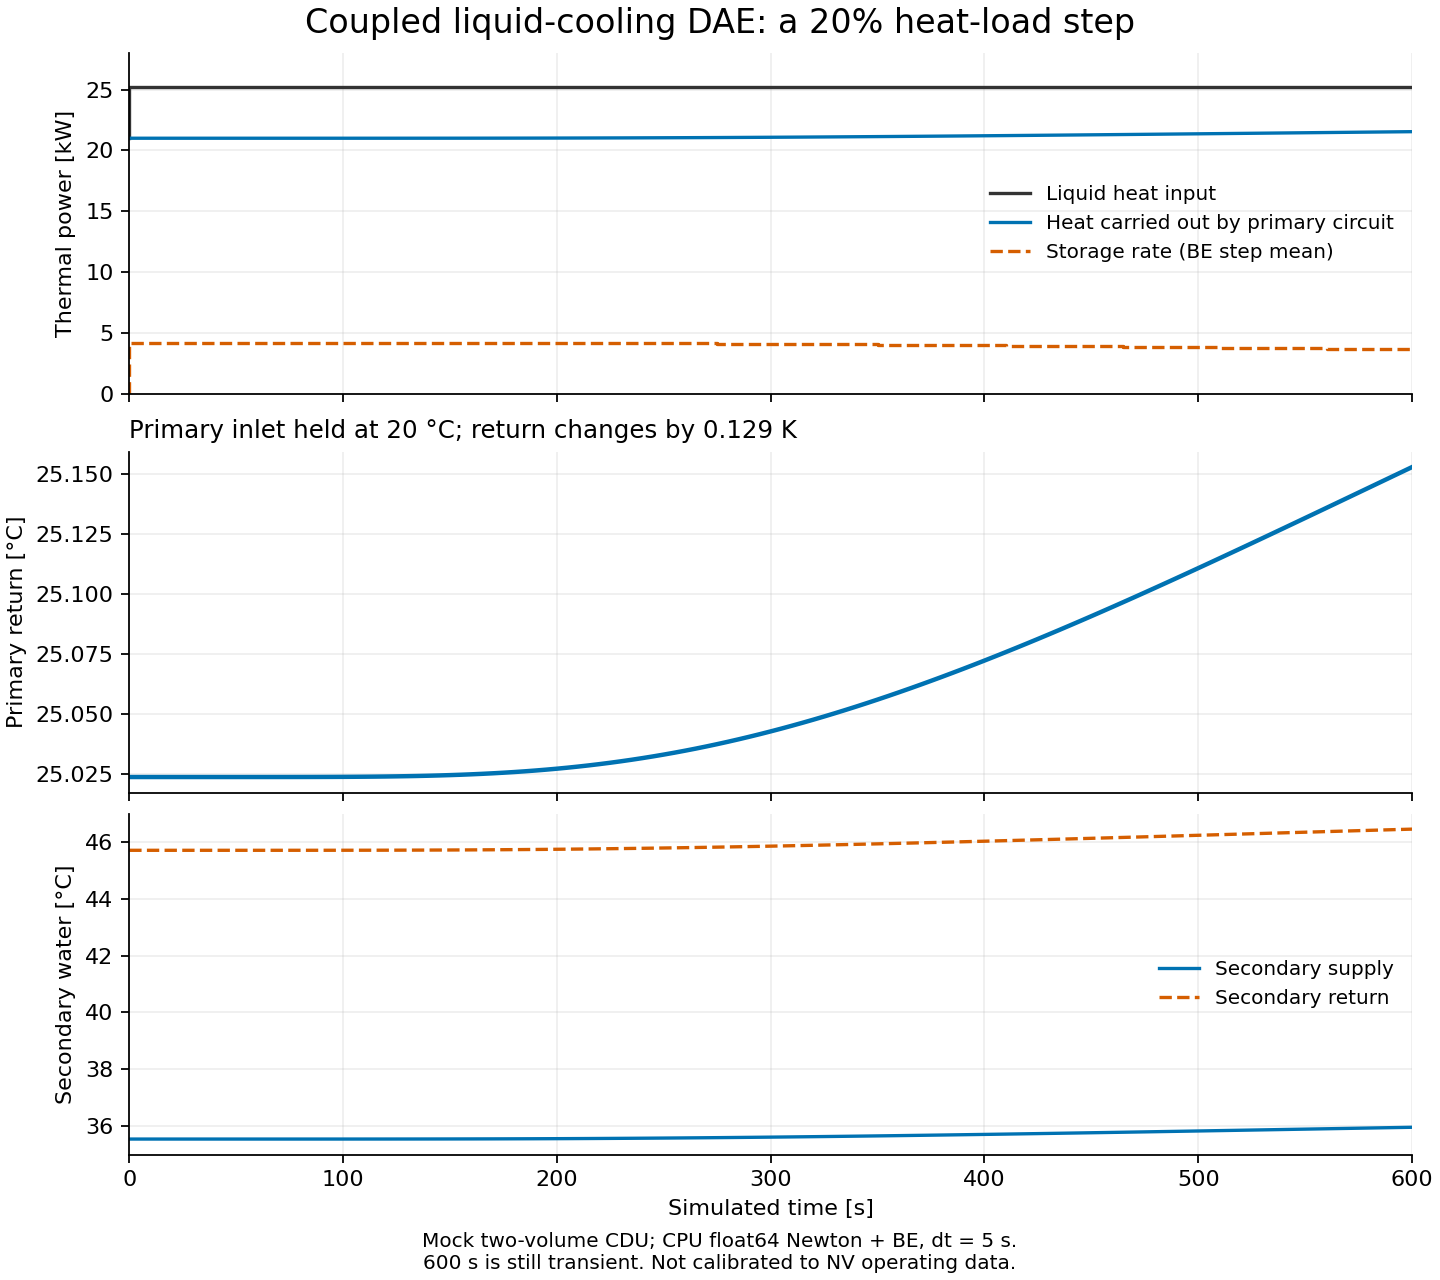 Coupled liquid-cooling DAE: a 20% heat-load step
Thermal power [kW]
25
20
15
10
5
0
Liquid heat input
Heat carried out by primary circuit
Storage rate (BE step mean)
Primary inlet held at 20 °C; return changes by 0.129 K
Primary return [°C]
25.150
25.125
25.100
25.075
25.050
25.025
Secondary water [°C]
46
44
42
40
38
36
Secondary supply
Secondary return
0 100 200 300 400 500 600
Simulated time [s]
Mock two-volume CDU; CPU float64 Newton + BE, dt = 5 s.
600 s is still transient. Not calibrated to NV operating data.